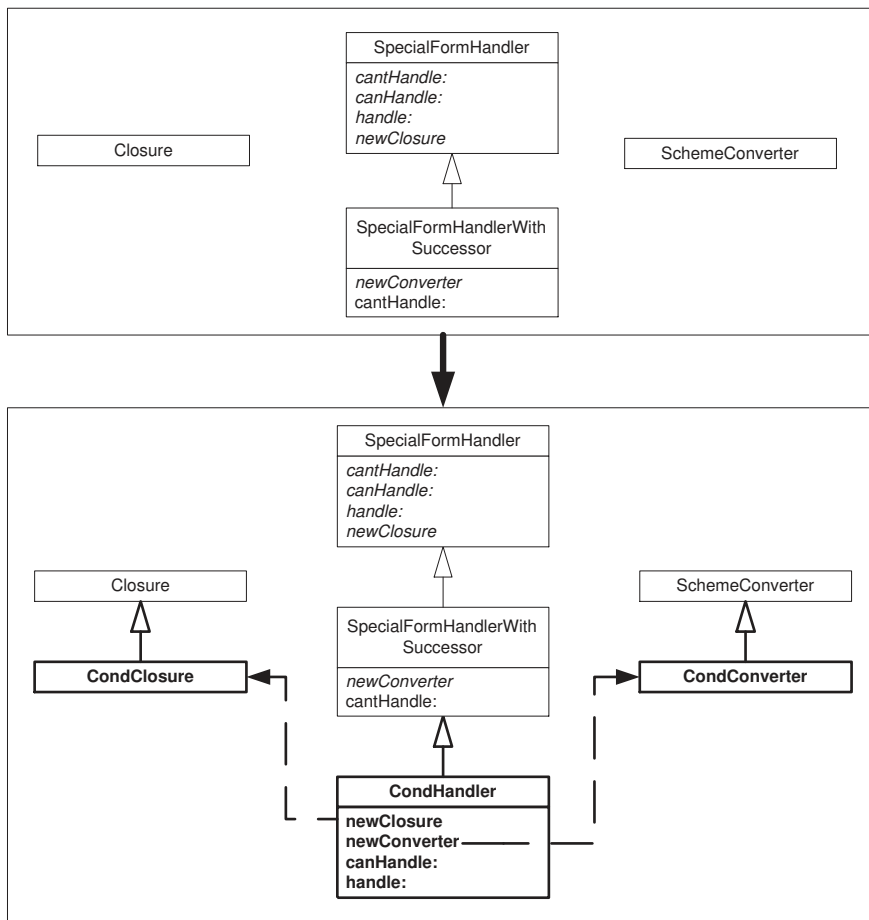 SpecialFormHandler
cantHandle:
canHandle:
handle:
newClosure
Closure
SchemeConverter
SpecialFormHandlerWith
Successor
newConverter
cantHandle:
SpecialFormHandler
cantHandle:
canHandle:
handle:
newClosure
Closure
SchemeConverter
SpecialFormHandlerWith
Successor
CondClosure
CondConverter
newConverter
cantHandle:
CondHandler
newClosure
newConverter
canHandle:
handle: